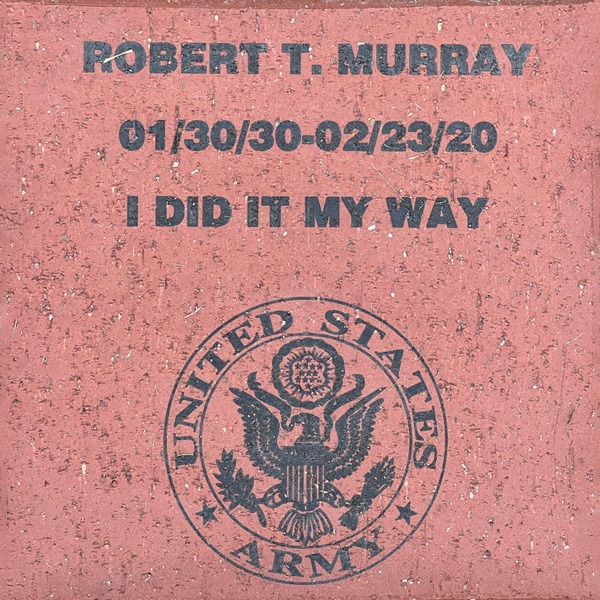 ROBERT T. MURRAY
01/30/30-02/23/20
I DID IT MY WAY
UNITED STATES
ARMY